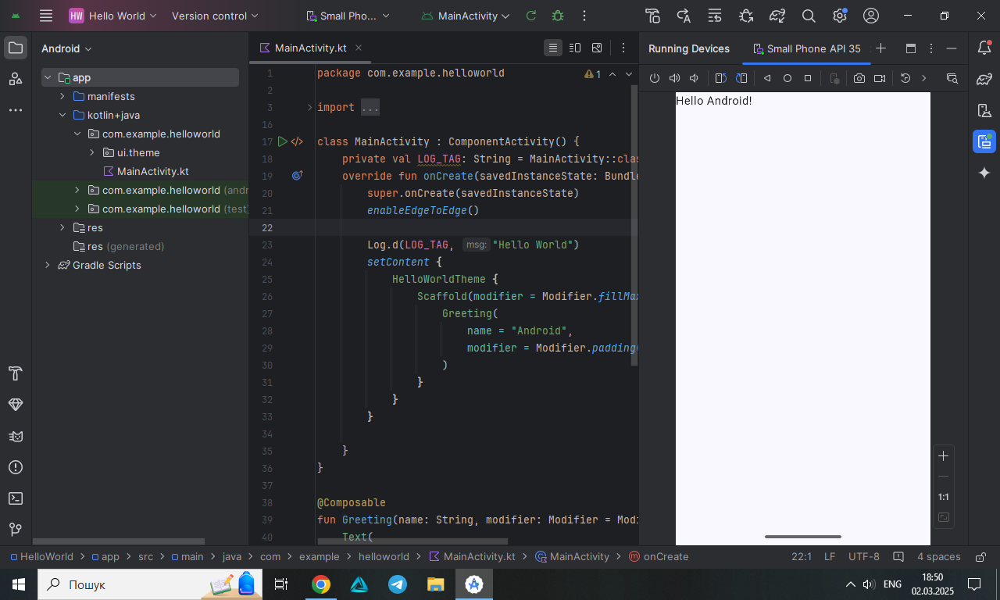 HW Hello World Version control Small Pho... MainActivity
Android
MainActivity.kt
Running Devices Small Phone API 35
app
manifests
kotlin+java
com.example.helloworld
ui.theme
MainActivity.kt
com.example.helloworld (andr
com.example.helloworld (test)
res
res (generated)
Gradle Scripts
1 package com.example.helloworld
1
2
3 import ...
16
17 class MainActivity : ComponentActivity() {
18 private val LOG_TAG: String = MainActivity::clas
19 override fun onCreate(savedInstanceState: Bundle
20 super.onCreate(savedInstanceState)
21 enableEdgeToEdge()
22
23 Log.d(LOG_TAG, msg: "Hello World")
24 setContent {
25 HelloWorldTheme {
26 Scaffold(modifier = Modifier.fillMax
27 Greeting(
28 name = "Android",
29 modifier = Modifier.padding(
30 )
31 }
32 }
33 }
34
35 }
36 }
37
38 @Composable
39 fun Greeting(name: String, modifier: Modifier = Modi
40 Text(
Hello Android!
1:1
HelloWorld app src main java com example helloworld MainActivity.kt MainActivity onCreate
22:1 LF UTF-8 4 spaces
Пошук
ENG
18:50
02.03.2025